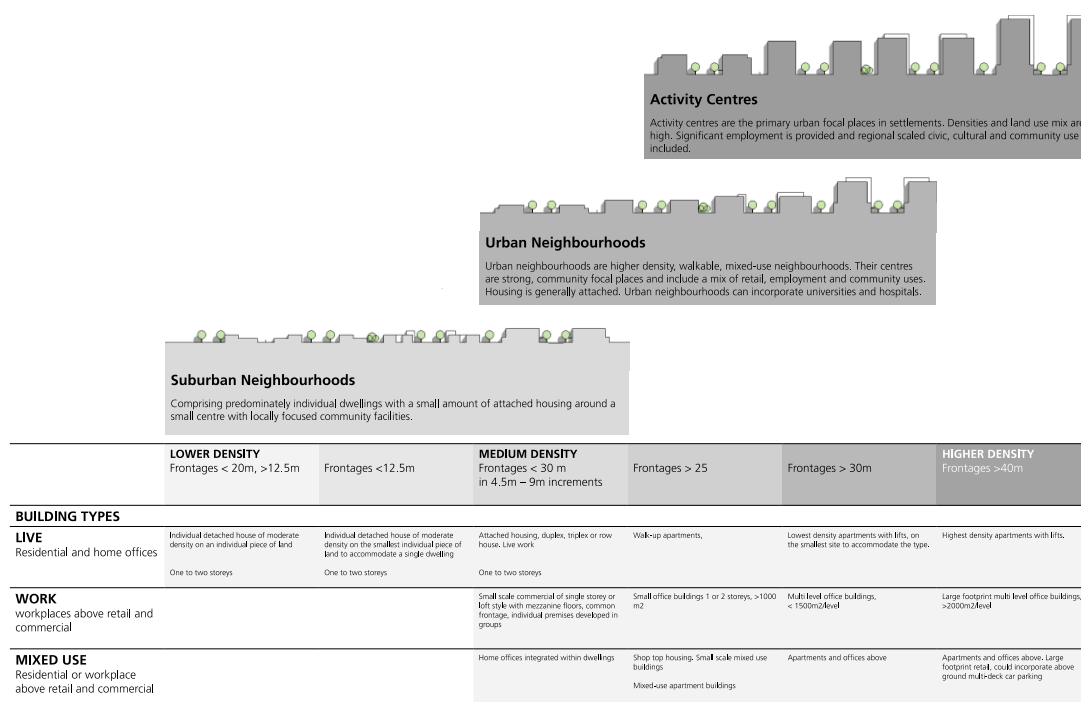 Activity Centres
Activity centres are the primary urban focal places in settlements. Densities and land use mix are
high. Significant employment is provided and regional scaled civic, cultural and community use
included.
Urban Neighbourhoods
Urban neighbourhoods are higher density, walkable, mixed-use neighbourhoods. Their centres
are strong, community focal places and include a mix of retail, employment and community uses.
Housing is generally attached. Urban neighbourhoods can incorporate universities and hospitals.
Suburban Neighbourhoods
Comprising predominately individual dwellings with a small amount of attached housing around a
small centre with locally focused community facilities.
LOWER DENSITY
Frontages < 20m, >12.5m
Frontages <12.5m
MEDIUM DENSITY
Frontages < 30 m
in 4.5m – 9m increments
Frontages > 25
Frontages > 30m
HIGHER DENSITY
Frontages >40m
BUILDING TYPES
LIVE
Residential and home offices
Individual detached house of moderate
density on an individual piece of land
One to two storeys
Individual detached house of moderate
density on the smallest individual piece of
land to accommodate a single dwelling
One to two storeys
Attached housing, duplex, triplex or row
house. Live work
One to two storeys
Walk-up apartments,
Lowest density apartments with lifts, on
the smallest site to accommodate the type.
Highest density apartments with lifts.
WORK
workplaces above retail and
commercial
Small scale commercial of single storey or
loft style with mezzanine floors, common
frontage, individual premises developed in
groups
Small office buildings 1 or 2 storeys, >1000
m2
Multi level office buildings,
< 1500m2/level
Large footprint multi level office buildings,
>2000m2/level
MIXED USE
Residential or workplace
above retail and commercial
Home offices integrated within dwellings
Shop top housing. Small scale mixed use
buildings
Mixed-use apartment buildings
Apartments and offices above
Apartments and offices above. Large
footprint retail, could incorporate above
ground multi-deck car parking